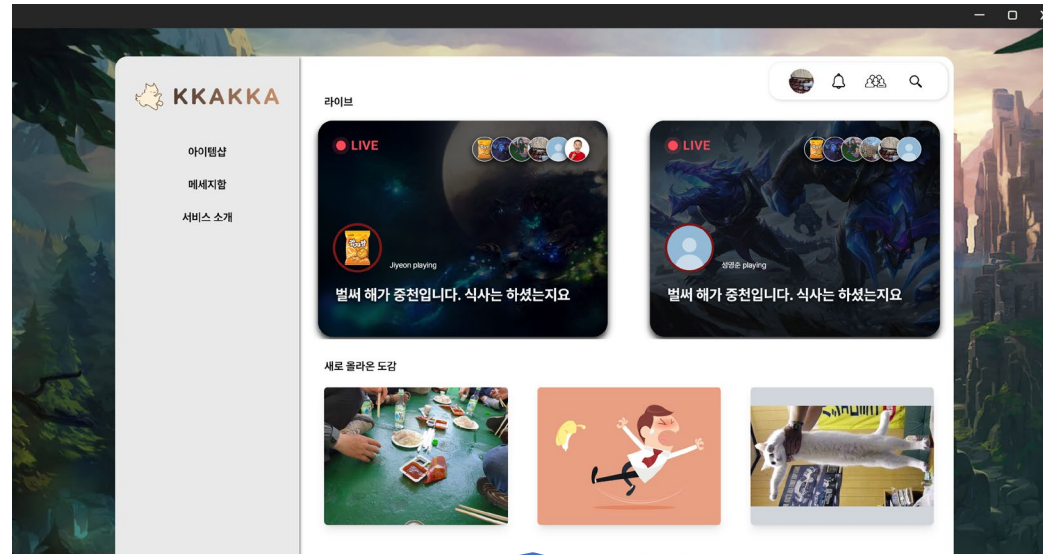 KKAKKA
아이템샵
메세지함
서비스 소개
라이브
LIVE
Jiyeon playing
벌써 해가 중천입니다. 식사는 하셨는지요
LIVE
성영준 playing
벌써 해가 중천입니다. 식사는 하셨는지요
새로 올라온 도감